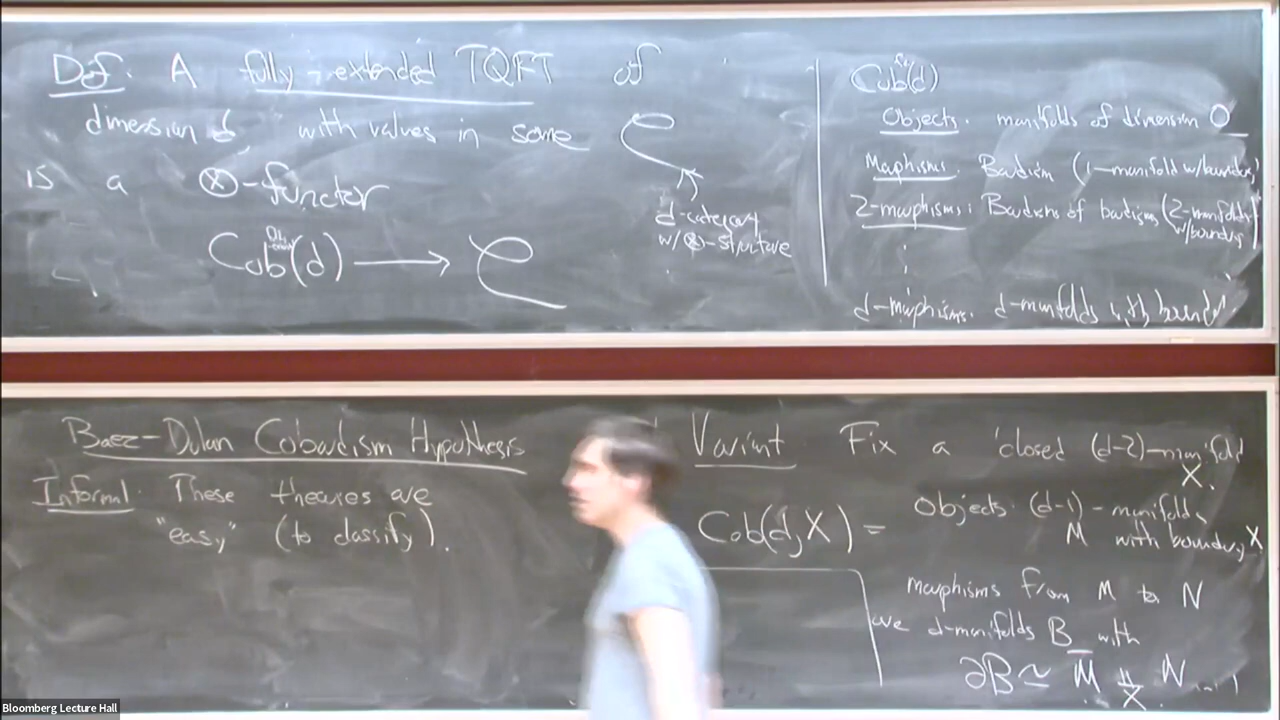 Def. A fully-extended TQFT of
dimension d with values in some C
is a ⊗-functor
Cob(d) ⟶ C
d-category
w/ ⊗-structure
Cob(d)
Objects. manifolds of dimension 0
Morphisms. Bordism (1-manifold w/boundary)
2-morphisms: Bordisms of bordisms (2-manifolds
w/boundary)
⋮
d-morphisms. d-manifolds with boundary
Baez-Dolan Cobordism Hypothesis
Informal. These theories are
"easy" (to classify).
Variant. Fix a closed (d-2)-manifold
X.
Cob(d,X) =
Objects. (d-1)-manifolds
M with boundary X
morphisms from M to N
are d-manifolds B with
∂B ≃ M ⨿ N
X
Bloomberg Lecture Hall